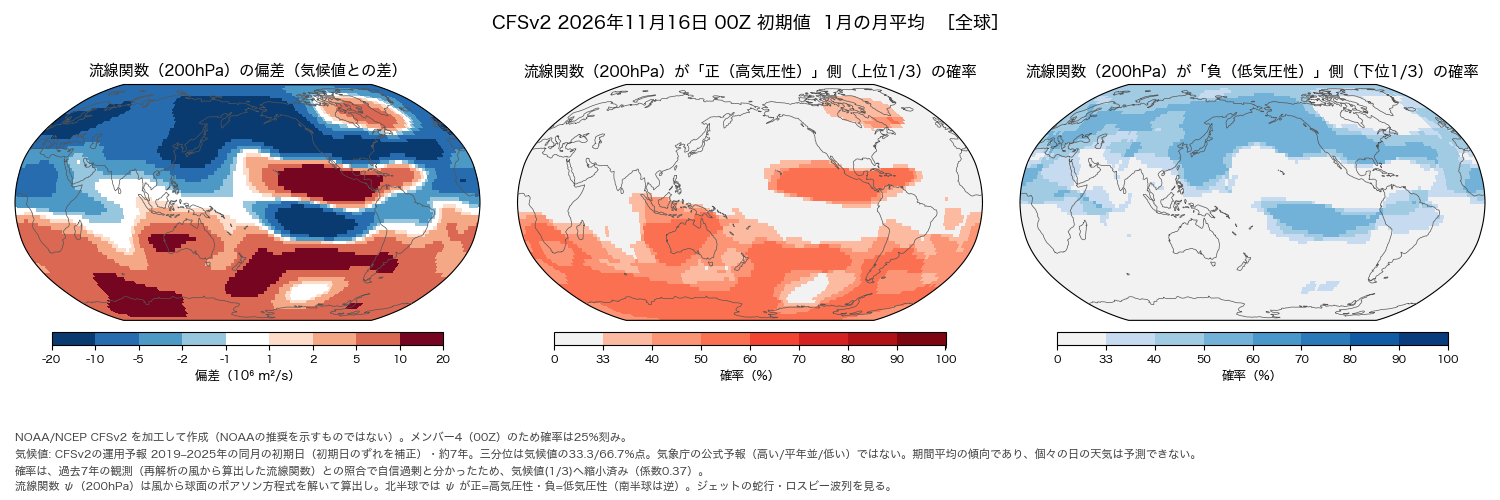 CFSv2 2026年11月16日 00Z 初期値  1月の月平均  ［全球］
流線関数（200hPa）の偏差（気候値との差）
流線関数（200hPa）が「正（高気圧性）」側（上位1/3）の確率
流線関数（200hPa）が「負（低気圧性）」側（下位1/3）の確率
-20 -10 -5 -2 -1 1 2 5 10 20
偏差（10⁶ m²/s）
0 33 40 50 60 70 80 90 100
確率（%）
0 33 40 50 60 70 80 90 100
確率（%）
NOAA/NCEP CFSv2 を加工して作成（NOAAの推奨を示すものではない）。メンバー4（00Z）のため確率は25%刻み。
気候値: CFSv2の運用予報 2019–2025年の同月の初期日（初期日のずれを補正）・約7年。三分位は気候値の33.3/66.7%点。気象庁の公式予報（高い/平年並/低い）ではない。期間平均の傾向であり、個々の日の天気は予測できない。
確率は、過去7年の観測（再解析の風から算出した流線関数）との照合で自信過剰と分かったため、気候値(1/3)へ縮小済み（係数0.37）。
流線関数 ψ（200hPa）は風から球面のポアソン方程式を解いて算出し。北半球では ψ が正=高気圧性・負=低気圧性（南半球は逆）。ジェットの蛇行・ロスビー波列を見る。